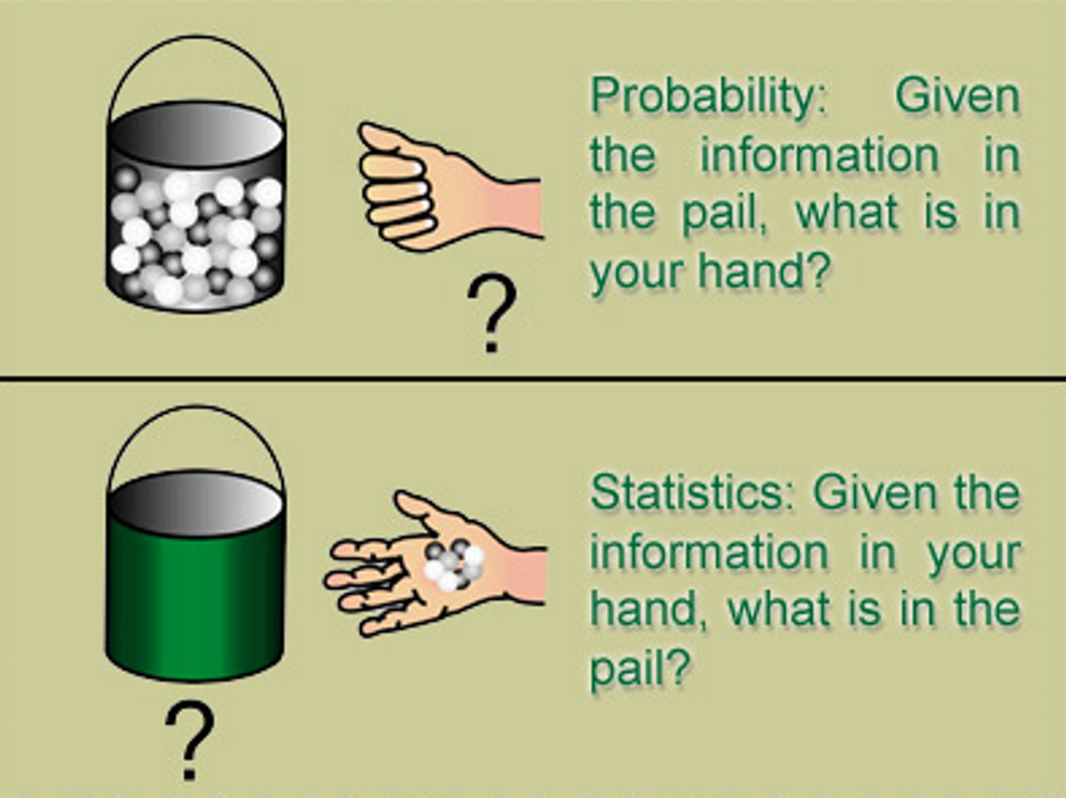 Probability: Given
the information in
the pail, what is in
your hand?
?
Statistics: Given the
information in your
hand, what is in the
pail?
?